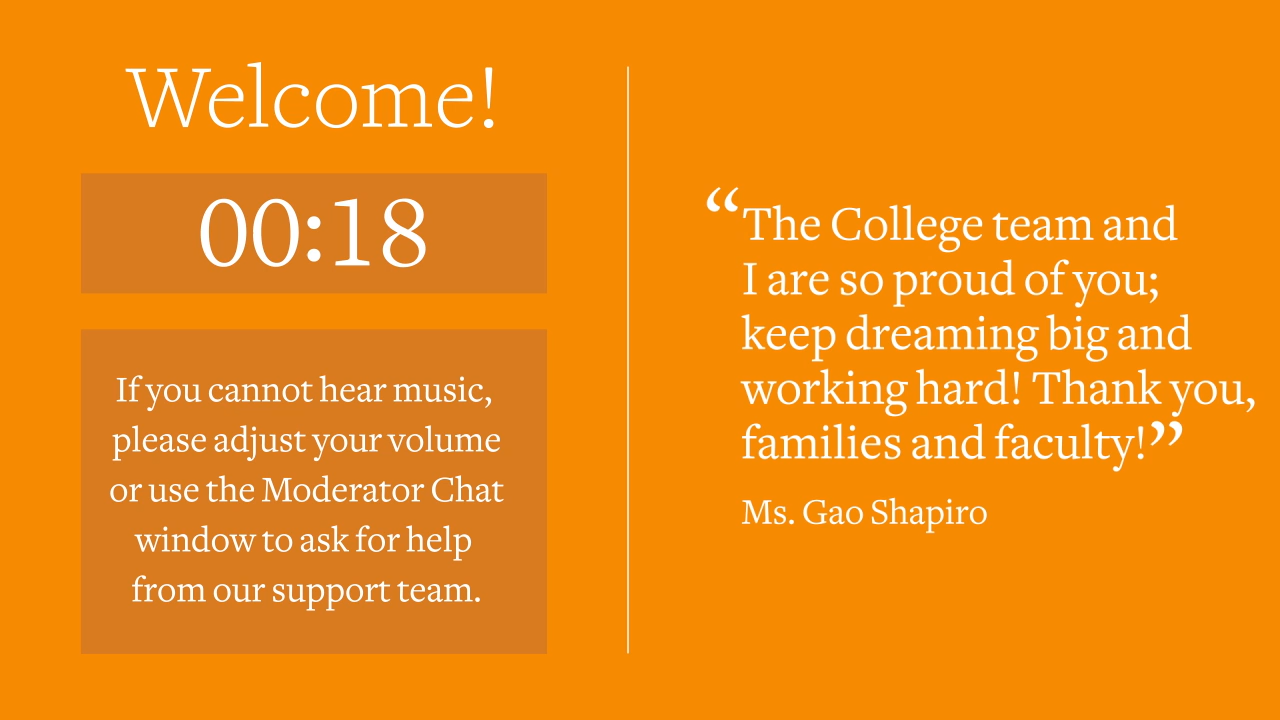 Welcome!
00:18
If you cannot hear music,
please adjust your volume
or use the Moderator Chat
window to ask for help
from our support team.
“The College team and
I are so proud of you;
keep dreaming big and
working hard! Thank you,
families and faculty!”
Ms. Gao Shapiro